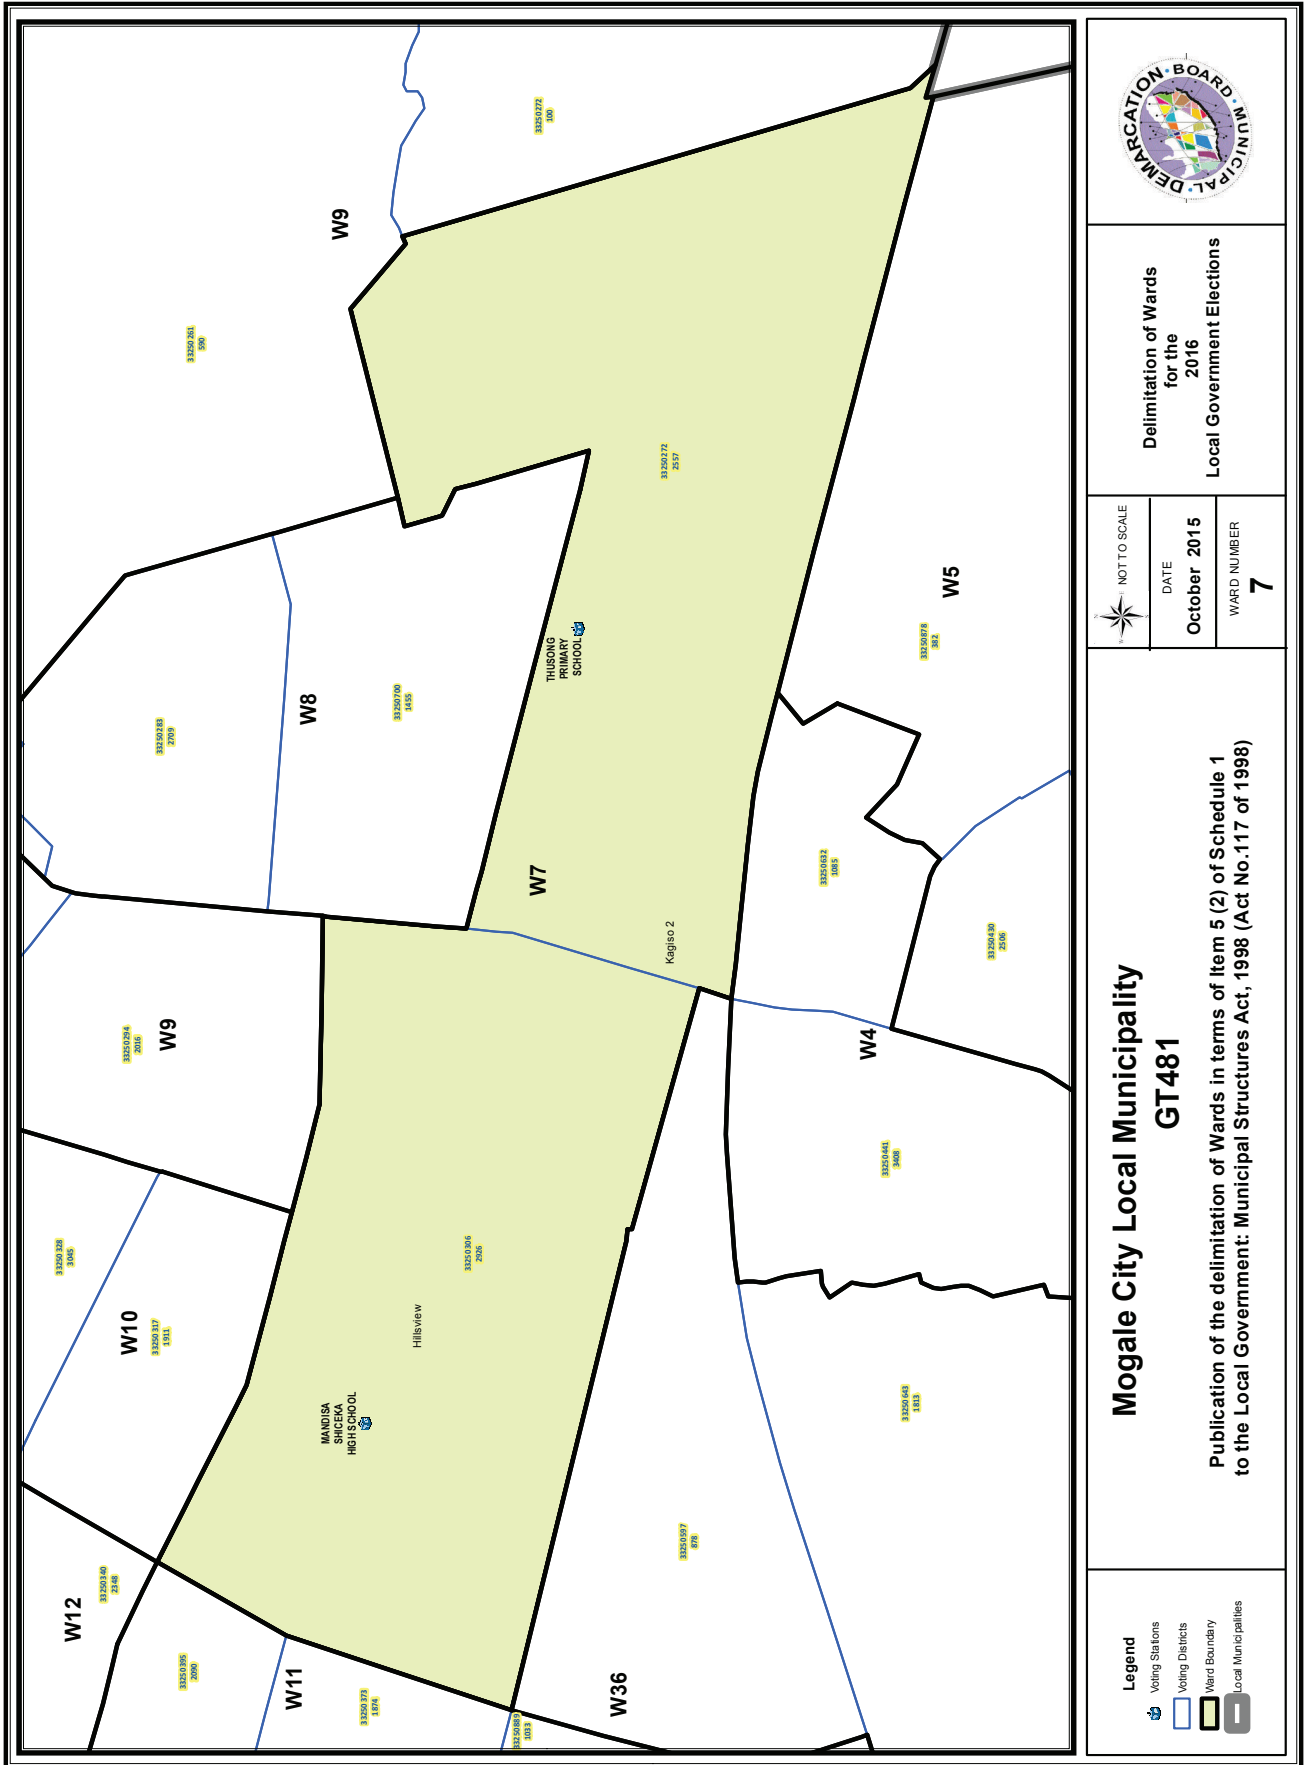 W9
33250272
100
33250261
590
33250272
2557
W8
33250283
2709
33250700
1455
THUSONG
PRIMARY
SCHOOL
W5
33250878
382
W7
33250632
1085
Kagiso 2
33250430
2506
W9
33250294
2016
W4
33250441
3408
33250328
3045
W10
33250317
1911
33250306
2926
Hillsview
MANDISA
SHICEKA
HIGH SCHOOL
33250643
1813
33250597
878
W12
33250340
2348
33250395
2090
W11
33250373
1874
33250889
1033
W36
Legend
Voting Stations
Voting Districts
Ward Boundary
Local Municipalities
Mogale City Local Municipality
GT481
Publication of the delimitation of Wards in terms of Item 5 (2) of Schedule 1
to the Local Government: Municipal Structures Act, 1998 (Act No.117 of 1998)
N
W
E
S
NOT TO SCALE
DATE
October 2015
WARD NUMBER
7
Delimitation of Wards
for the
2016
Local Government Elections
MUNICIPAL · DEMARCATION · BOARD